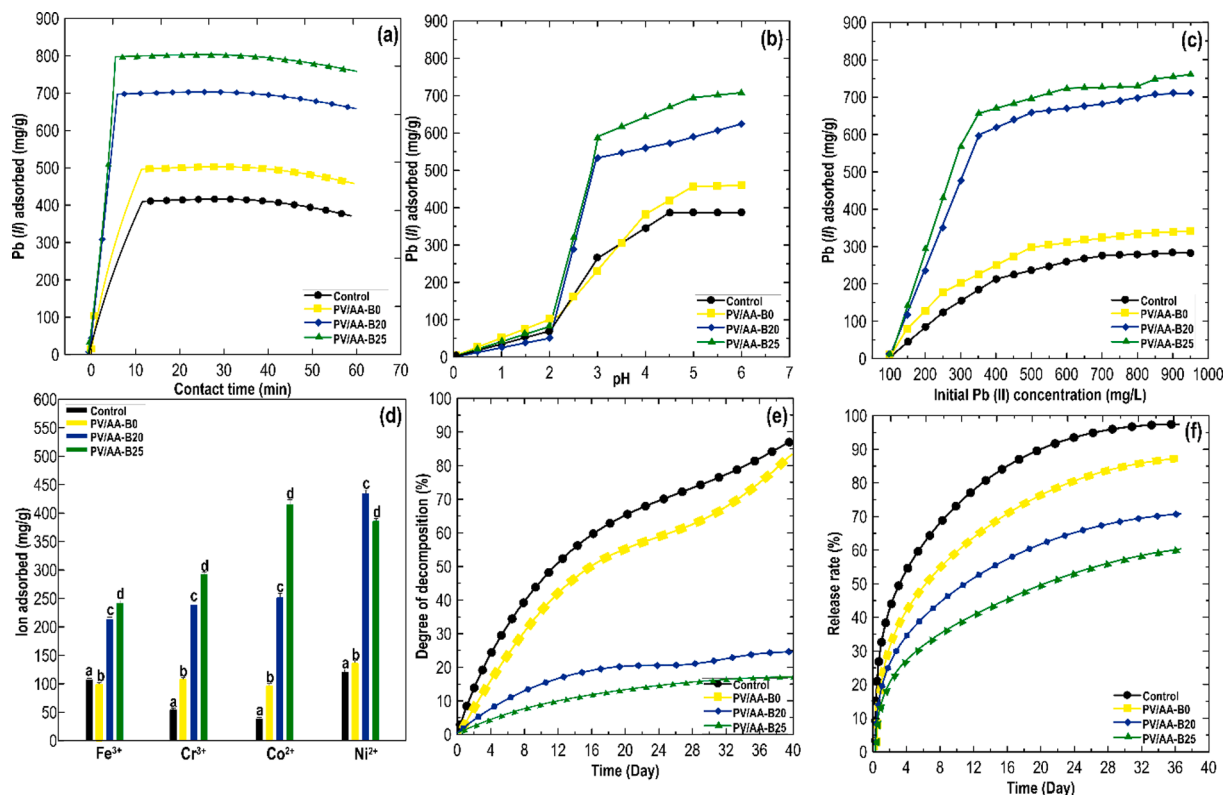 (a)
Pb (II) adsorbed (mg/g)
900
800
700
600
500
400
300
200
100
0
Control
PV/AA-B0
PV/AA-B20
PV/AA-B25
0 10 20 30 40 50 60 70
Contact time (min)
(b)
Pb (II) adsorbed (mg/g)
900
800
700
600
500
400
300
200
100
0
Control
PV/AA-B0
PV/AA-B20
PV/AA-B25
0 1 2 3 4 5 6 7
pH
(c)
Pb (II) adsorbed (mg/g)
900
800
700
600
500
400
300
200
100
0
Control
PV/AA-B0
PV/AA-B20
PV/AA-B25
100 200 300 400 500 600 700 800 900 1000
Initial Pb (II) concentration (mg/L)
(d)
Ion adsorbed (mg/g)
600
550
500
450
400
350
300
250
200
150
100
50
0
Control
PV/AA-B0
PV/AA-B20
PV/AA-B25
a b c d
a b c d
a b c d
a b c d
Fe³⁺ Cr³⁺ Co²⁺ Ni²⁺
(e)
Degree of decomposition (%)
100
90
80
70
60
50
40
30
20
10
0
Control
PV/AA-B0
PV/AA-B20
PV/AA-B25
0 4 8 12 16 20 24 28 32 36 40
Time (Day)
(f)
Release rate (%)
100
90
80
70
60
50
40
30
20
10
0
Control
PV/AA-B0
PV/AA-B20
PV/AA-B25
0 4 8 12 16 20 24 28 32 36 40
Time (Day)